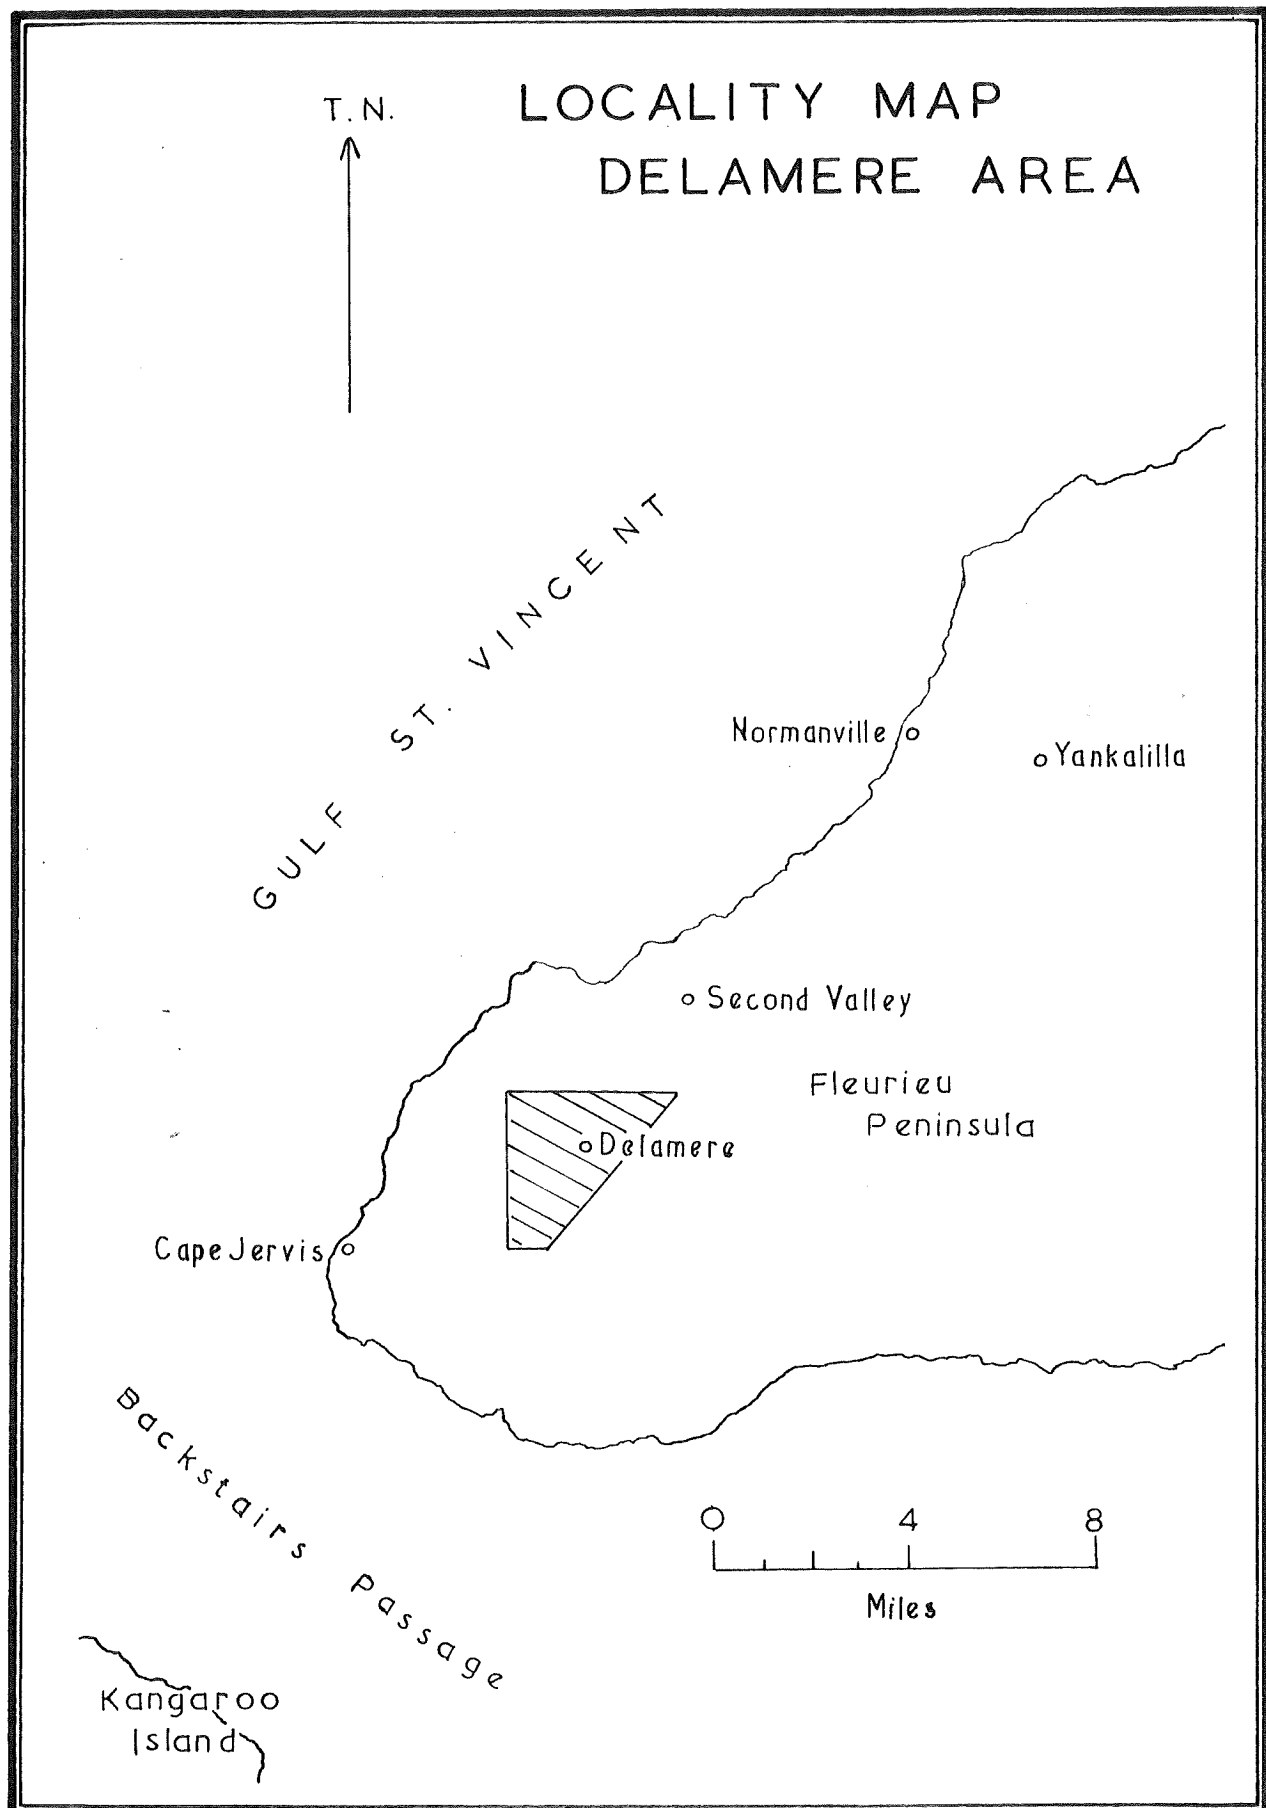 LOCALITY MAP
DELAMERE AREA
T. N.
GULF ST. VINCENT
Normanville
Yankalilla
Second Valley
Fleurieu
Peninsula
Delamere
Cape Jervis
Backstairs Passage
0 4 8
Miles
Kangaroo
Island